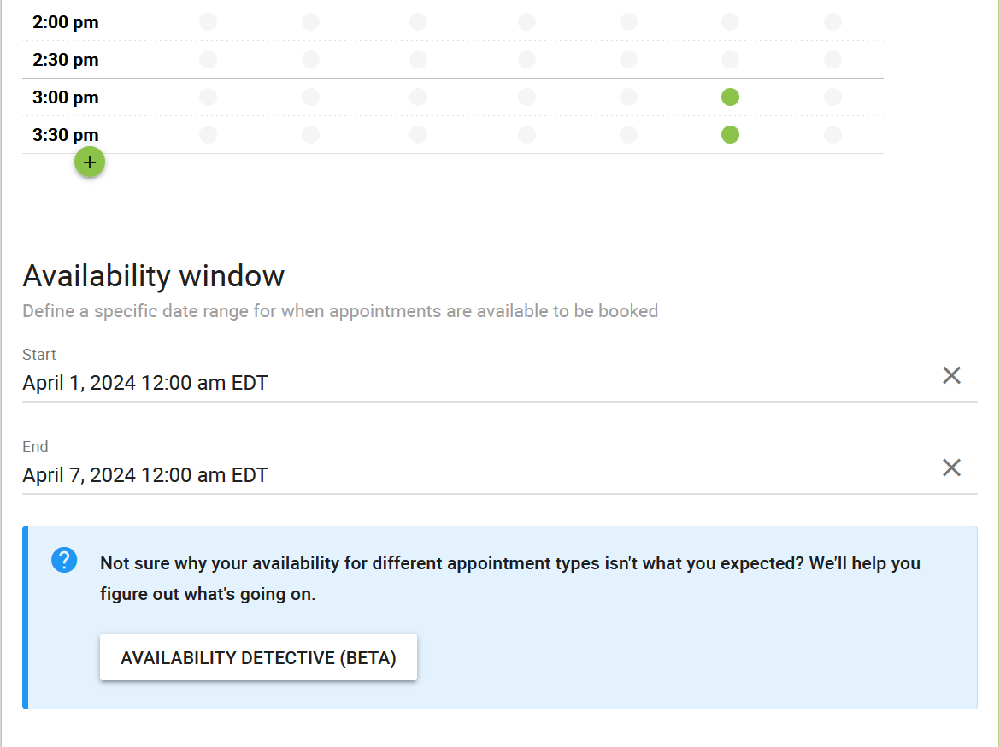 2:00 pm
2:30 pm
3:00 pm
3:30 pm
+
Availability window
Define a specific date range for when appointments are available to be booked
Start
April 1, 2024 12:00 am EDT
End
April 7, 2024 12:00 am EDT
?
Not sure why your availability for different appointment types isn't what you expected? We'll help you
figure out what's going on.
AVAILABILITY DETECTIVE (BETA)